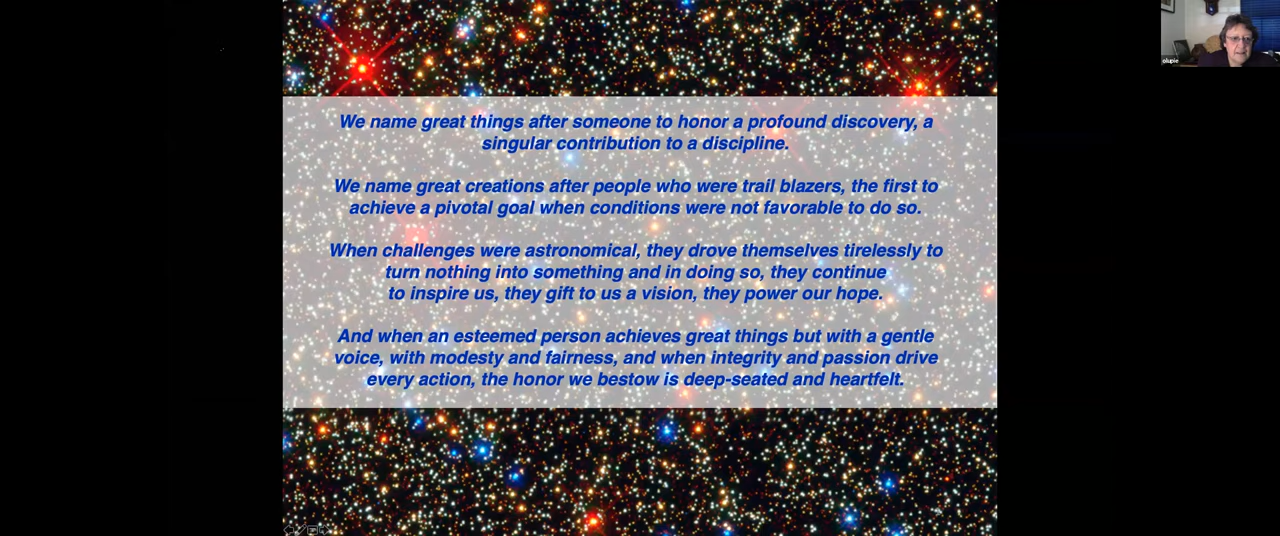 We name great things after someone to honor a profound discovery, a
singular contribution to a discipline.
We name great creations after people who were trail blazers, the first to
achieve a pivotal goal when conditions were not favorable to do so.
When challenges were astronomical, they drove themselves tirelessly to
turn nothing into something and in doing so, they continue
to inspire us, they gift to us a vision, they power our hope.
And when an esteemed person achieves great things but with a gentle
voice, with modesty and fairness, and when integrity and passion drive
every action, the honor we bestow is deep-seated and heartfelt.
olupie